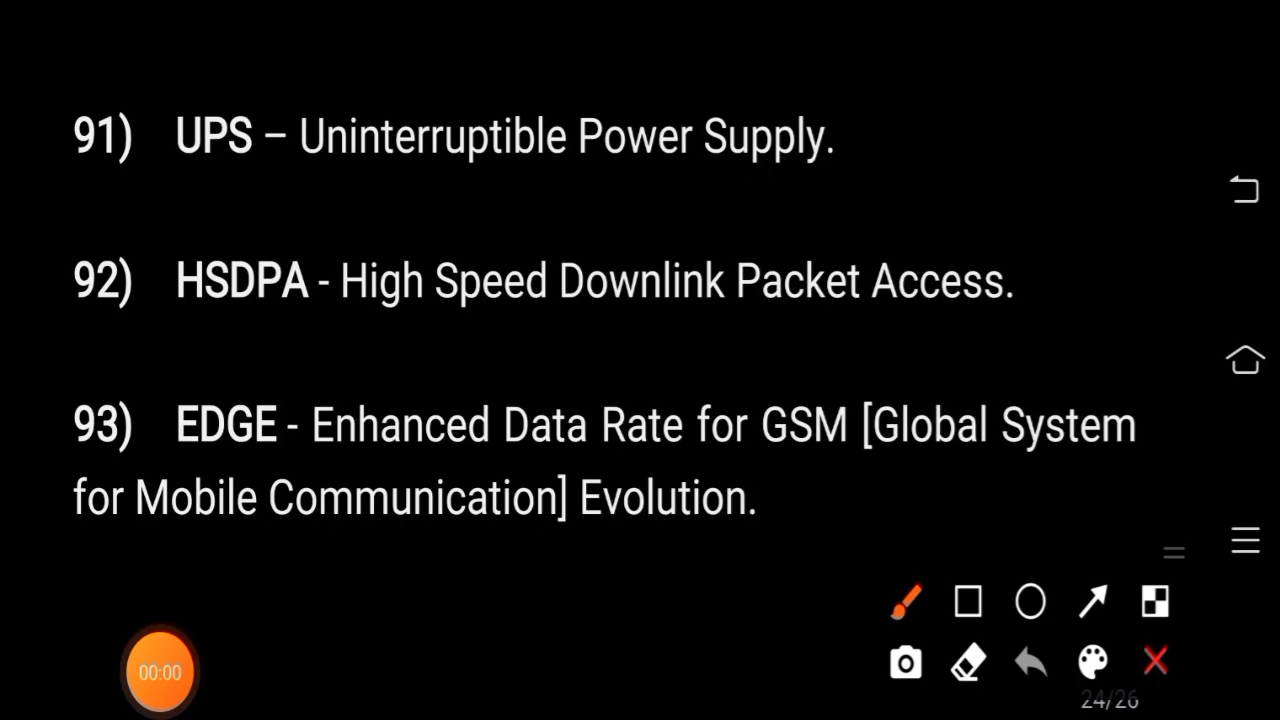 91) UPS – Uninterruptible Power Supply.
92) HSDPA - High Speed Downlink Packet Access.
93) EDGE - Enhanced Data Rate for GSM [Global System
for Mobile Communication] Evolution.
00:00
24/26